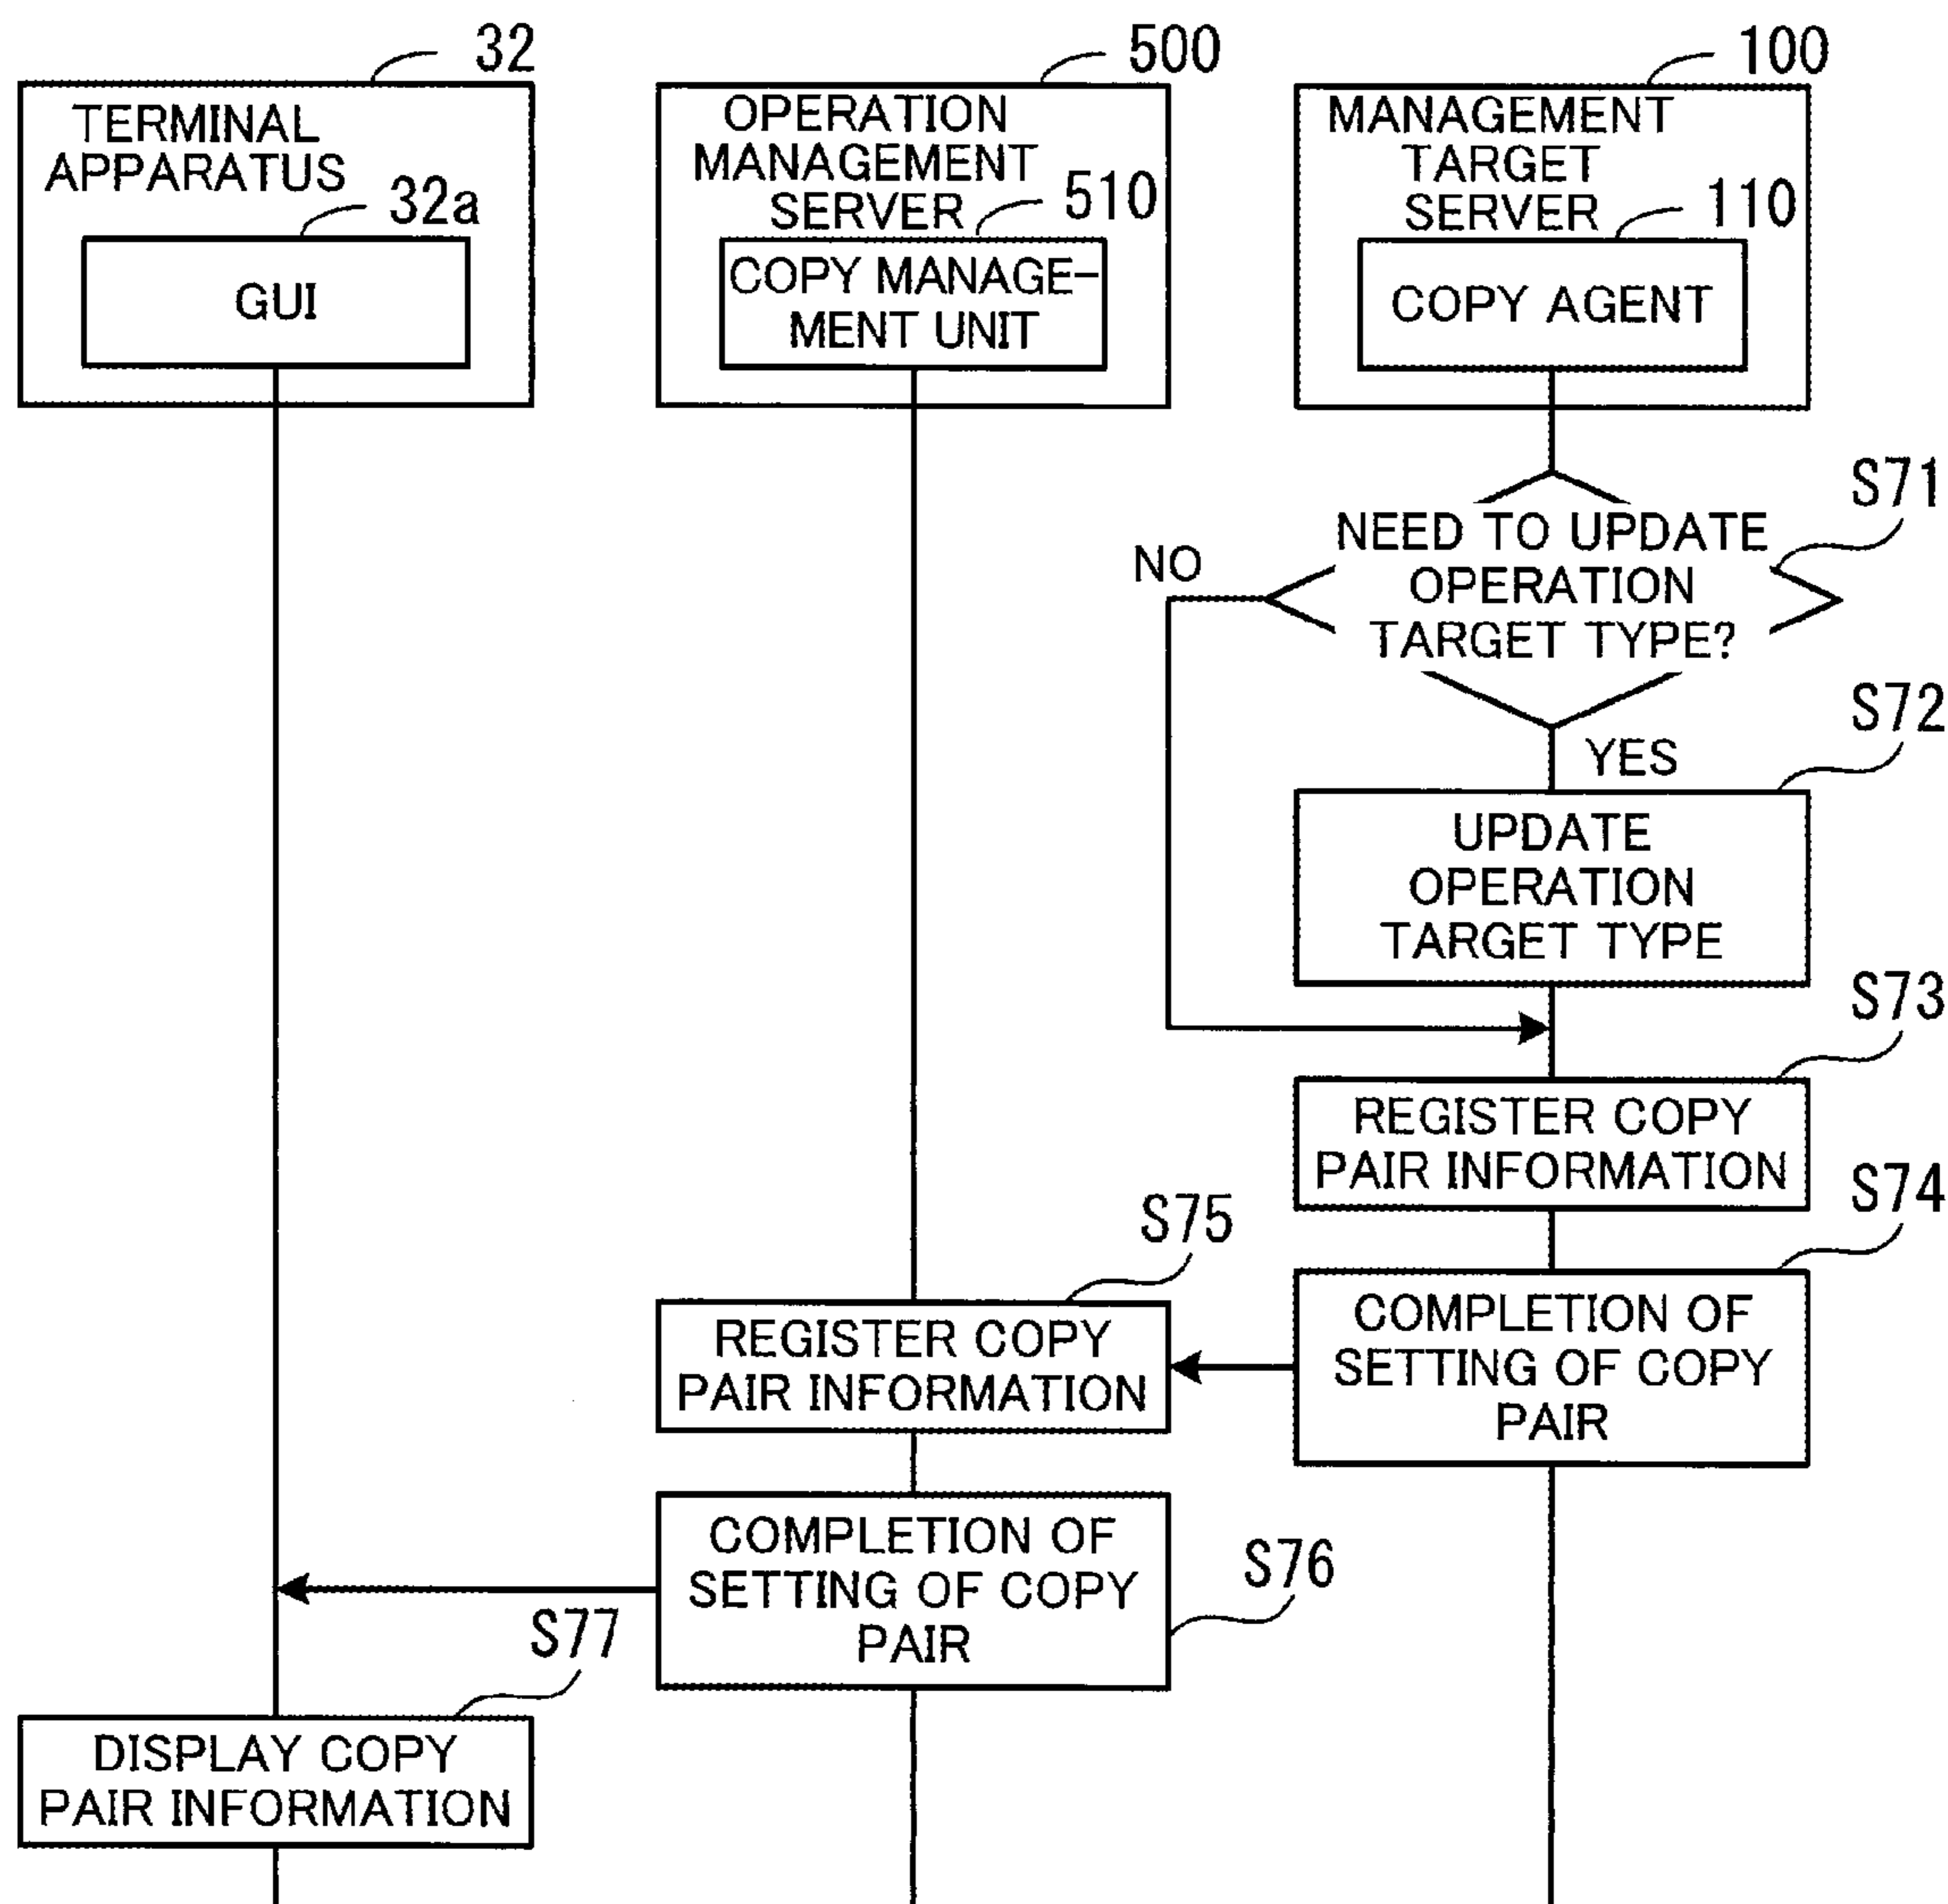 32
TERMINAL
APPARATUS
32a
GUI
500
OPERATION
MANAGEMENT
SERVER
510
COPY MANAGE-
MENT UNIT
100
MANAGEMENT
TARGET
SERVER
110
COPY AGENT
S71
NEED TO UPDATE
OPERATION
TARGET TYPE?
NO
YES
S72
UPDATE
OPERATION
TARGET TYPE
S73
REGISTER COPY
PAIR INFORMATION
S74
COMPLETION OF
SETTING OF COPY
PAIR
S75
REGISTER COPY
PAIR INFORMATION
S76
COMPLETION OF
SETTING OF COPY
PAIR
S77
DISPLAY COPY
PAIR INFORMATION